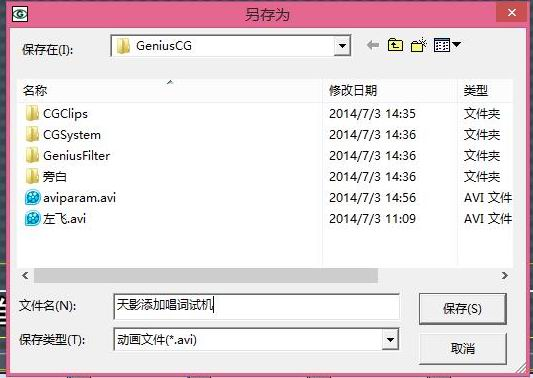 另存为
保存在(I):
GeniusCG
名称 修改日期 类型
CGClips 2014/7/3 14:35 文件夹
CGSystem 2014/7/3 14:36 文件夹
GeniusFilter 2014/7/3 14:36 文件夹
旁白 2014/7/3 14:36 文件夹
aviparam.avi 2014/7/3 14:56 AVI 文件
左飞.avi 2014/7/3 11:09 AVI 文件
文件名(N): 天影添加唱词试机 保存(S)
保存类型(T): 动画文件(*.avi) 取消